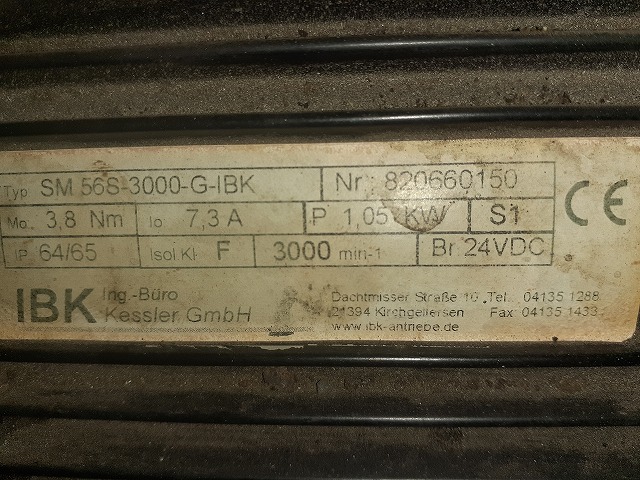 Typ SM 56S-3000-G-IBK Nr. 820660150
Mo. 3,8 Nm Io 7,3 A P 1,057 KW S1
IP 64/65 Isol.Kl. F 3000 min-1 Br 24VDC
CE
IBK Ing.-Büro Kessler GmbH
Dachtmisser Straße 10 Tel. 04135 1288
21394 Kirchgellersen Fax 04135 1433
www.ibk-antriebe.de